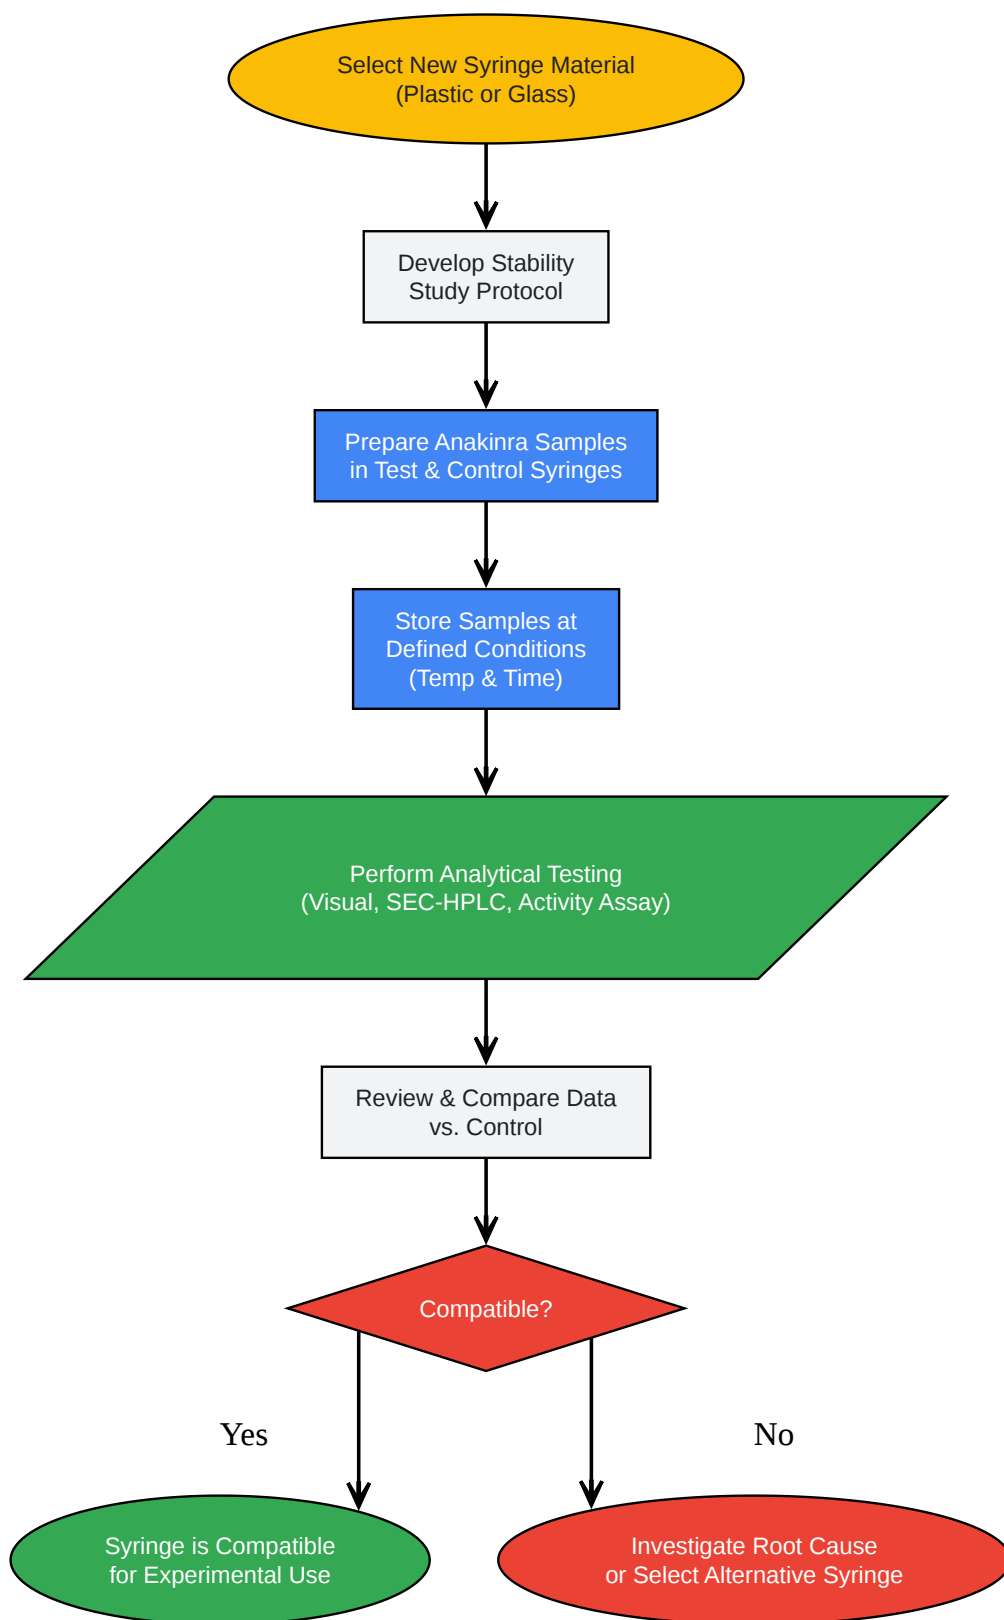 Select New Syringe Material
(Plastic or Glass)
Develop Stability
Study Protocol
Prepare Anakinra Samples
in Test & Control Syringes
Store Samples at
Defined Conditions
(Temp & Time)
Perform Analytical Testing
(Visual, SEC-HPLC, Activity Assay)
Review & Compare Data
vs. Control
Compatible?
Yes
No
Syringe is Compatible
for Experimental Use
Investigate Root Cause
or Select Alternative Syringe